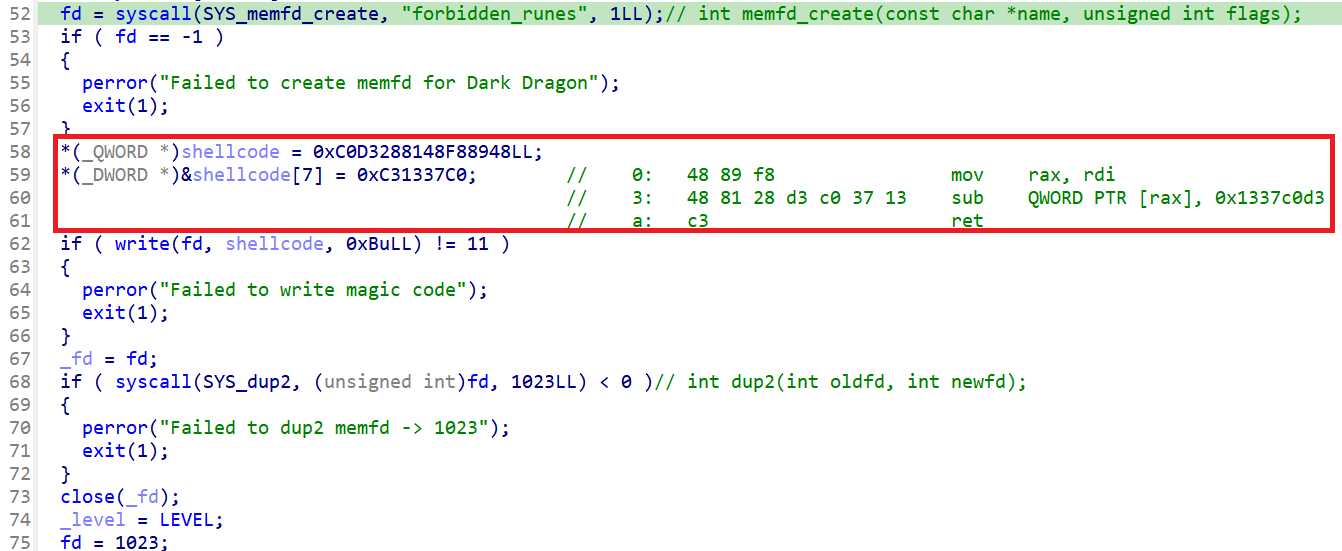 52 fd = syscall(SYS_memfd_create, "forbidden_runes", 1LL);// int memfd_create(const char *name, unsigned int flags);
53 if ( fd == -1 )
54 {
55 perror("Failed to create memfd for Dark Dragon");
56 exit(1);
57 }
58 *(_QWORD *)shellcode = 0xC0D3288148F88948LL;
59 *(_DWORD *)&shellcode[7] = 0xC31337C0; // 0: 48 89 f8 mov rax, rdi
60 // 3: 48 81 28 d3 c0 37 13 sub QWORD PTR [rax], 0x1337c0d3
61 // a: c3 ret
62 if ( write(fd, shellcode, 0xBuLL) != 11 )
63 {
64 perror("Failed to write magic code");
65 exit(1);
66 }
67 _fd = fd;
68 if ( syscall(SYS_dup2, (unsigned int)fd, 1023LL) < 0 )// int dup2(int oldfd, int newfd);
69 {
70 perror("Failed to dup2 memfd -> 1023");
71 exit(1);
72 }
73 close(_fd);
74 _level = LEVEL;
75 fd = 1023;